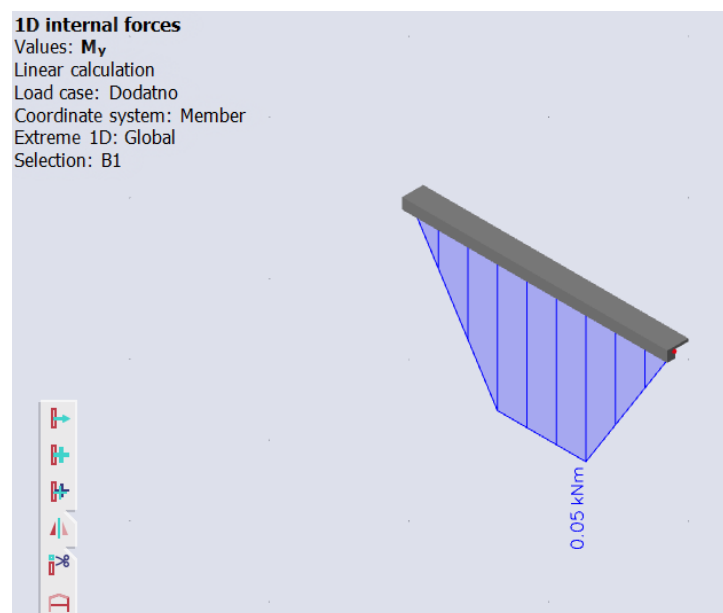 1D internal forces
Values: My
Linear calculation
Load case: Dodatno
Coordinate system: Member
Extreme 1D: Global
Selection: B1
0.05 kNm